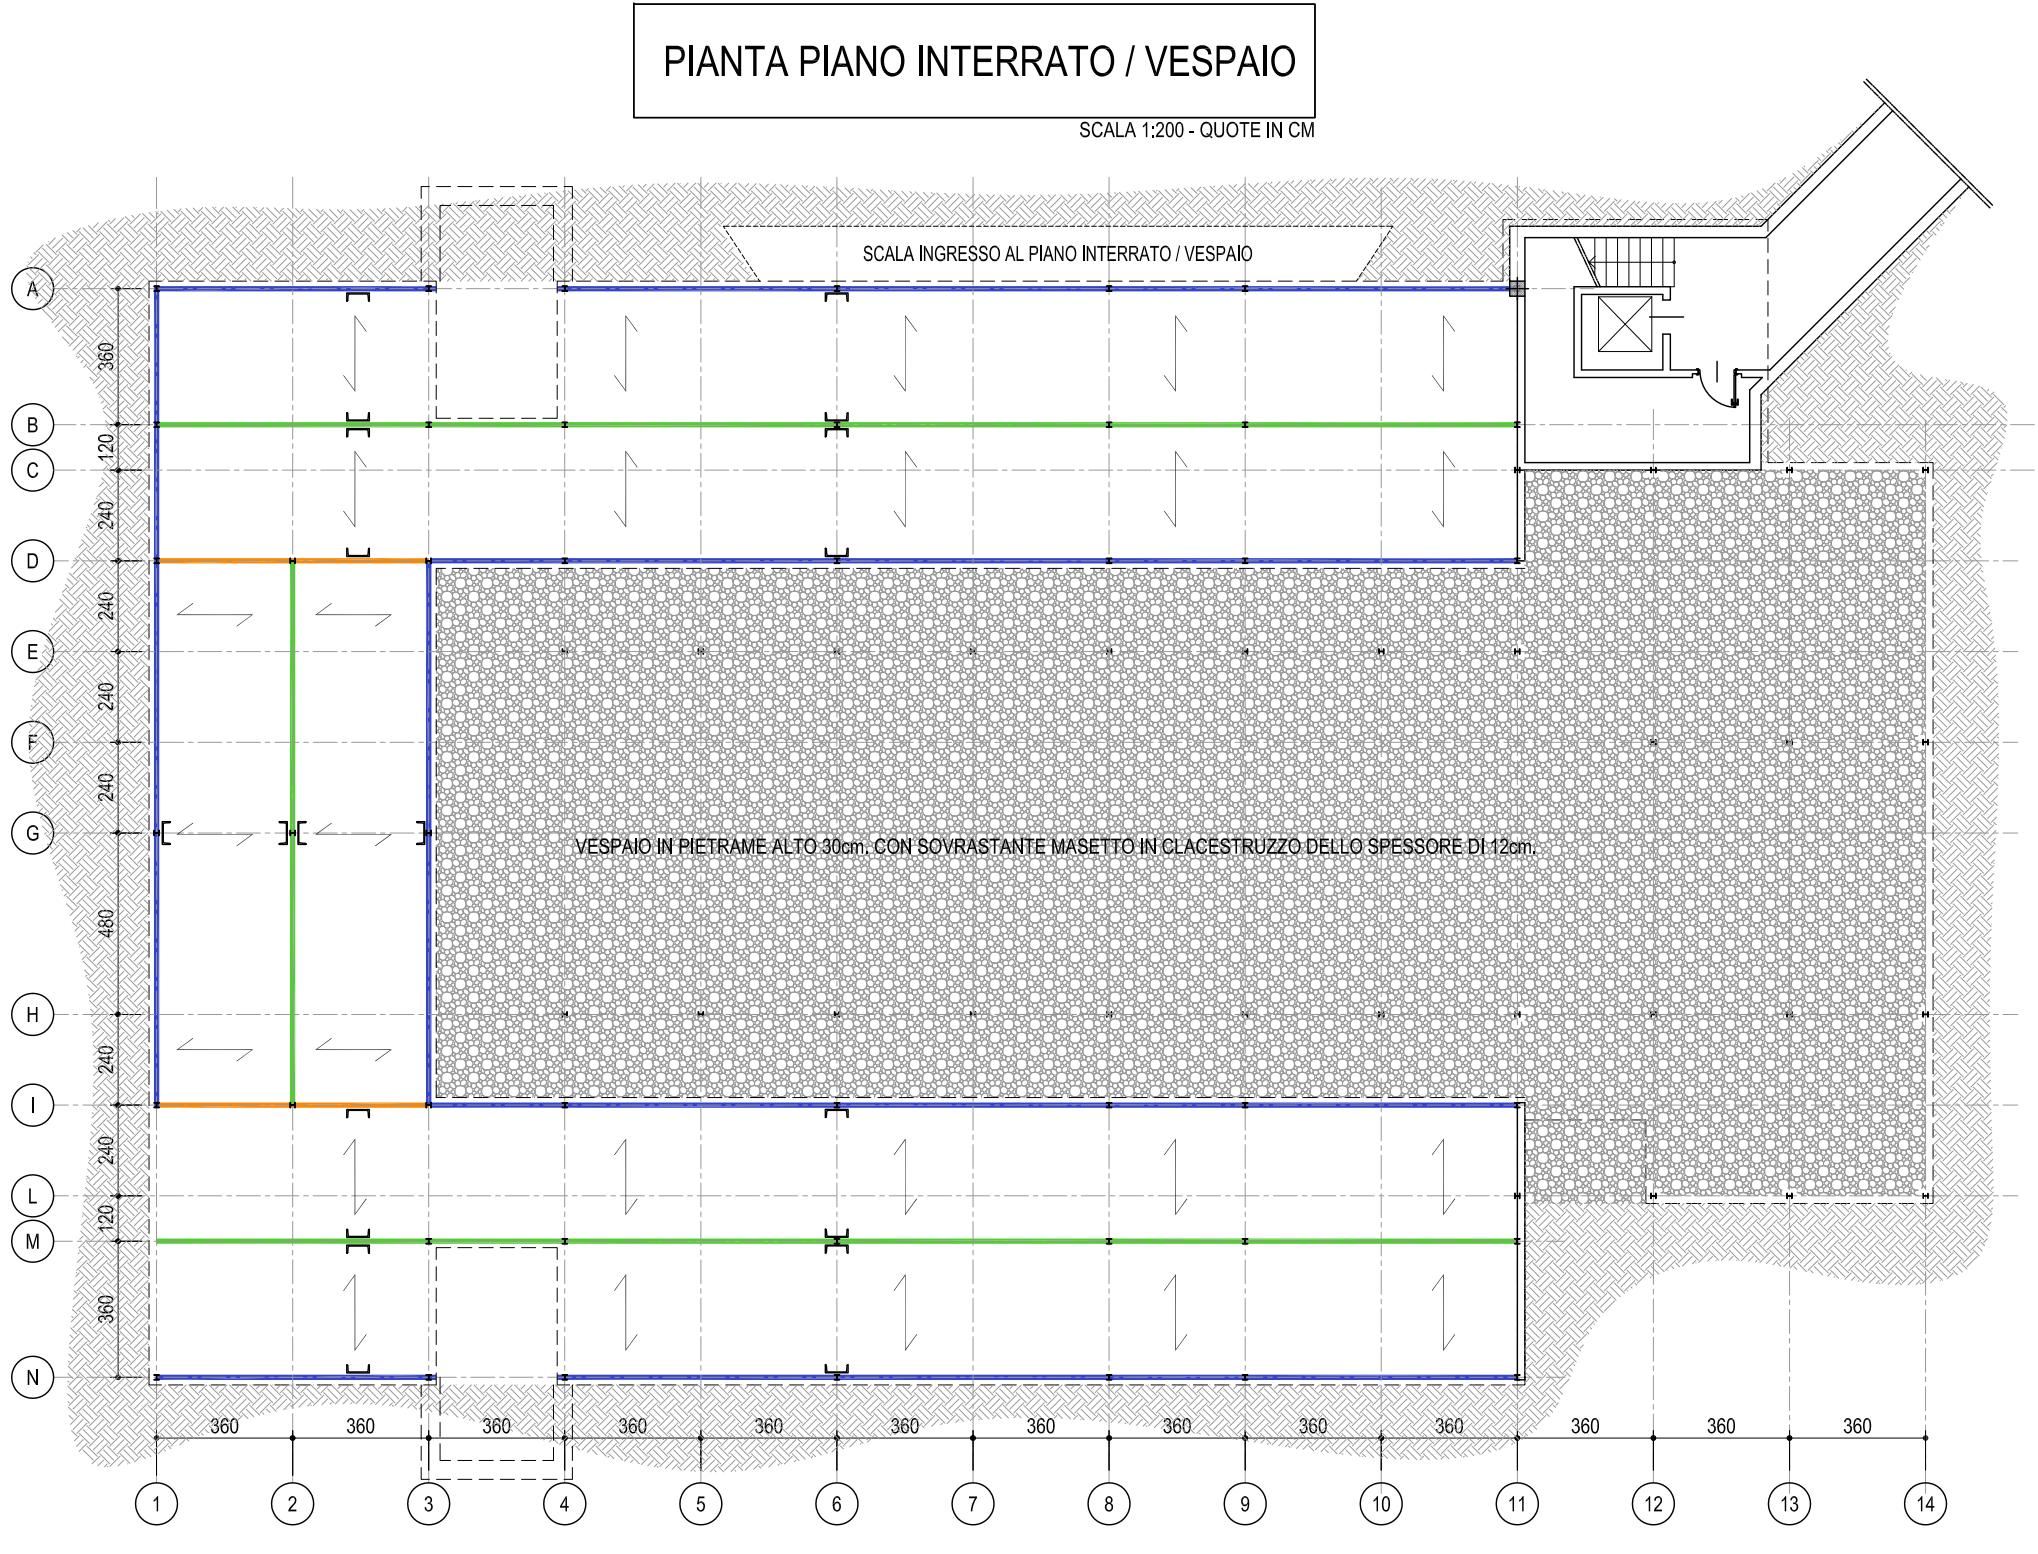 PIANTA PIANO INTERRATO / VESPAIO
SCALA 1:200 - QUOTE IN CM
SCALA INGRESSO AL PIANO INTERRATO / VESPAIO
A
360
B
120
C
240
D
240
E
240
F
240
G
VESPAIO IN PIETRAME ALTO 30cm. CON SOVRASTANTE MASETTO IN CLACESTRUZZO DELLO SPESSORE DI 12cm.
480
H
240
I
240
L
120
M
360
N
360 360 360 360 360 360 360 360 360 360 360 360 360
1 2 3 4 5 6 7 8 9 10 11 12 13 14